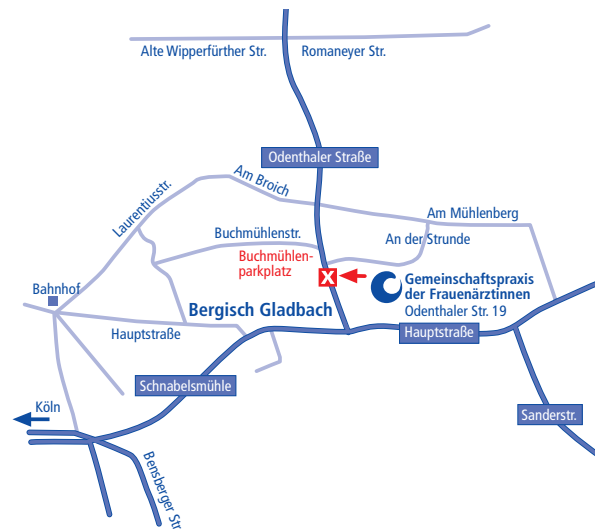 Alte Wipperfürther Str.
Romaneyer Str.
Odenthaler Straße
Am Broich
Laurentiusstr.
Am Mühlenberg
Buchmühlenstr.
An der Strunde
Buchmühlen-
parkplatz
X
Gemeinschaftspraxis
der Frauenärztinnen
Odenthaler Str. 19
Bahnhof
Bergisch Gladbach
Hauptstraße
Hauptstraße
Schnabelsmühle
Köln
Sanderstr.
Bensberger Str.